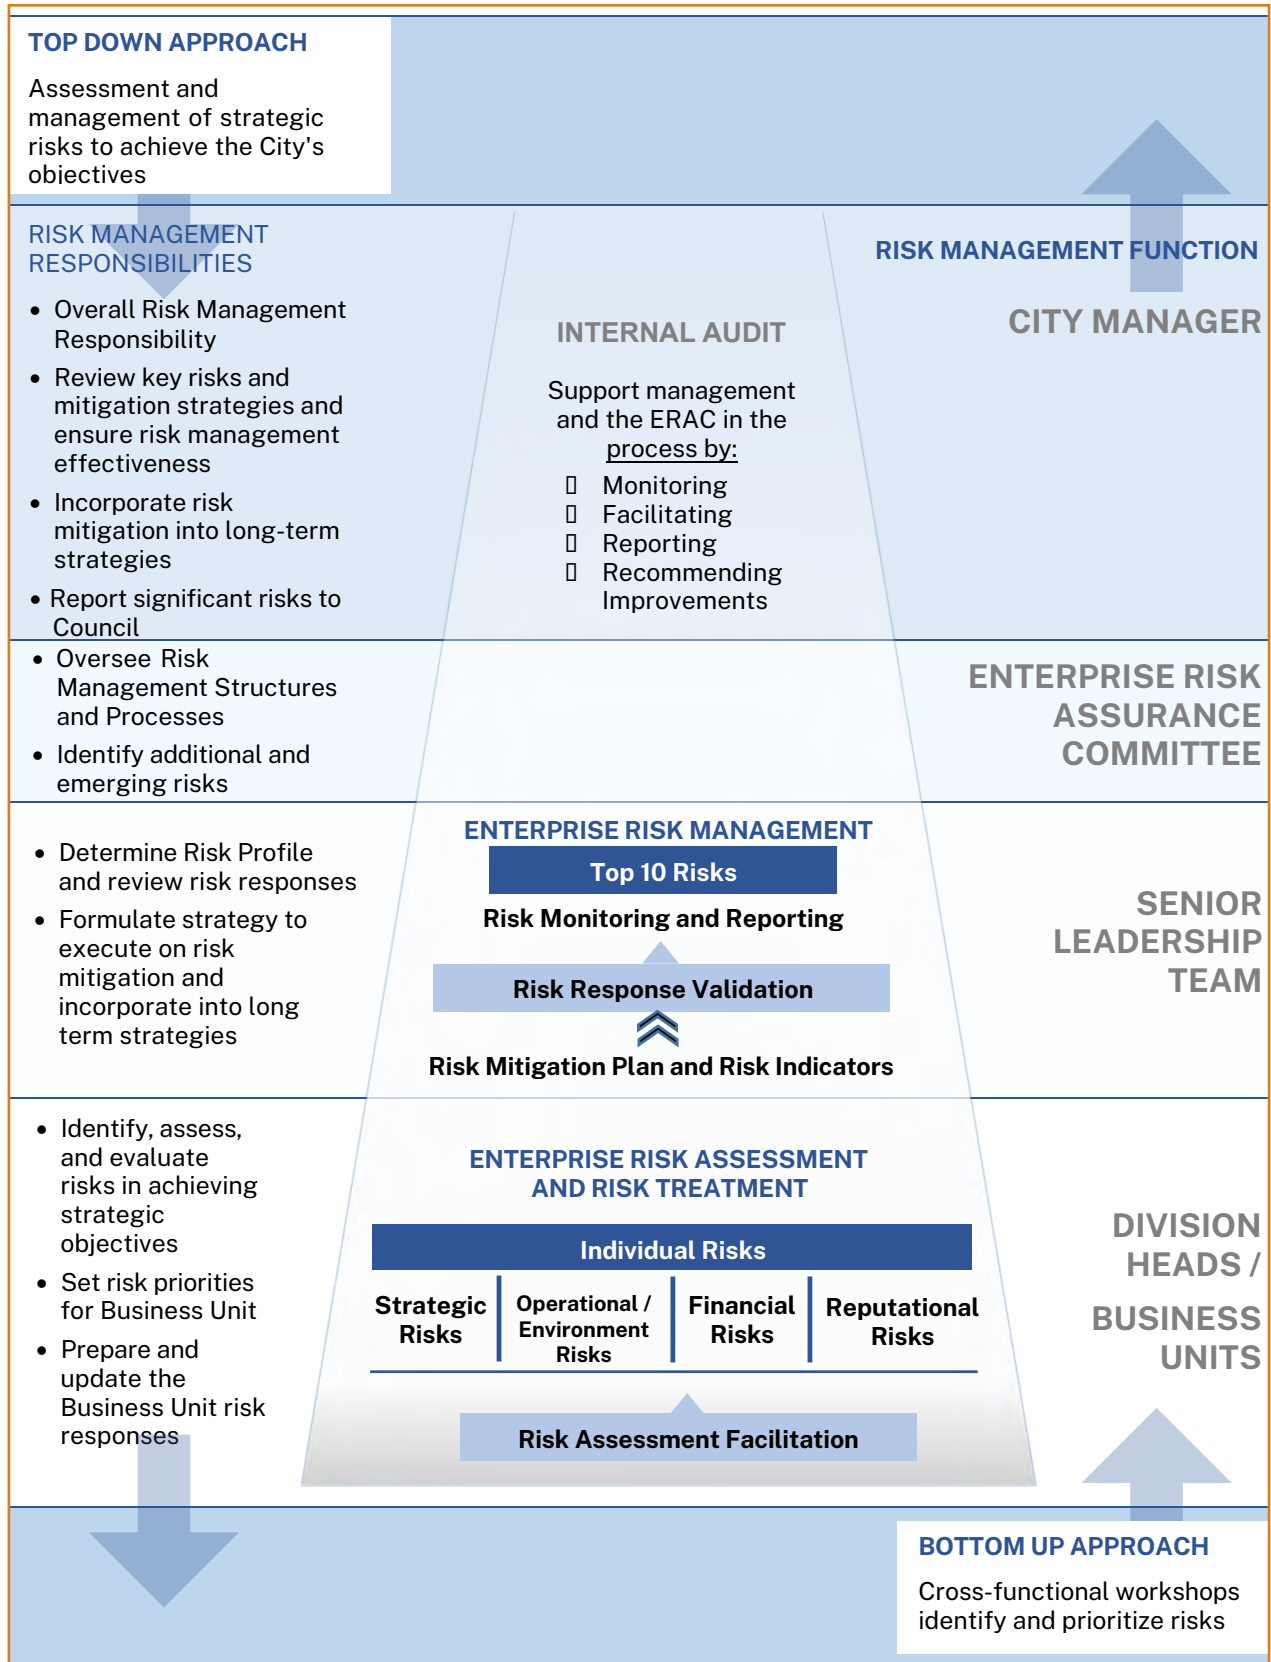 TOP DOWN APPROACH
Assessment and
management of strategic
risks to achieve the City's
objectives
RISK MANAGEMENT
RESPONSIBILITIES
• Overall Risk Management
Responsibility
• Review key risks and
mitigation strategies and
ensure risk management
effectiveness
• Incorporate risk
mitigation into long-term
strategies
• Report significant risks to
Council
INTERNAL AUDIT
Support management
and the ERAC in the
process by:
▯ Monitoring
▯ Facilitating
▯ Reporting
▯ Recommending
Improvements
RISK MANAGEMENT FUNCTION
CITY MANAGER
• Oversee Risk
Management Structures
and Processes
• Identify additional and
emerging risks
ENTERPRISE RISK
ASSURANCE
COMMITTEE
• Determine Risk Profile
and review risk responses
• Formulate strategy to
execute on risk
mitigation and
incorporate into long
term strategies
ENTERPRISE RISK MANAGEMENT
Top 10 Risks
Risk Monitoring and Reporting
Risk Response Validation
Risk Mitigation Plan and Risk Indicators
SENIOR
LEADERSHIP
TEAM
• Identify, assess,
and evaluate
risks in achieving
strategic
objectives
• Set risk priorities
for Business Unit
• Prepare and
update the
Business Unit risk
responses
ENTERPRISE RISK ASSESSMENT
AND RISK TREATMENT
Individual Risks
Strategic
Risks
Operational /
Environment
Risks
Financial
Risks
Reputational
Risks
Risk Assessment Facilitation
DIVISION
HEADS /
BUSINESS
UNITS
BOTTOM UP APPROACH
Cross-functional workshops
identify and prioritize risks